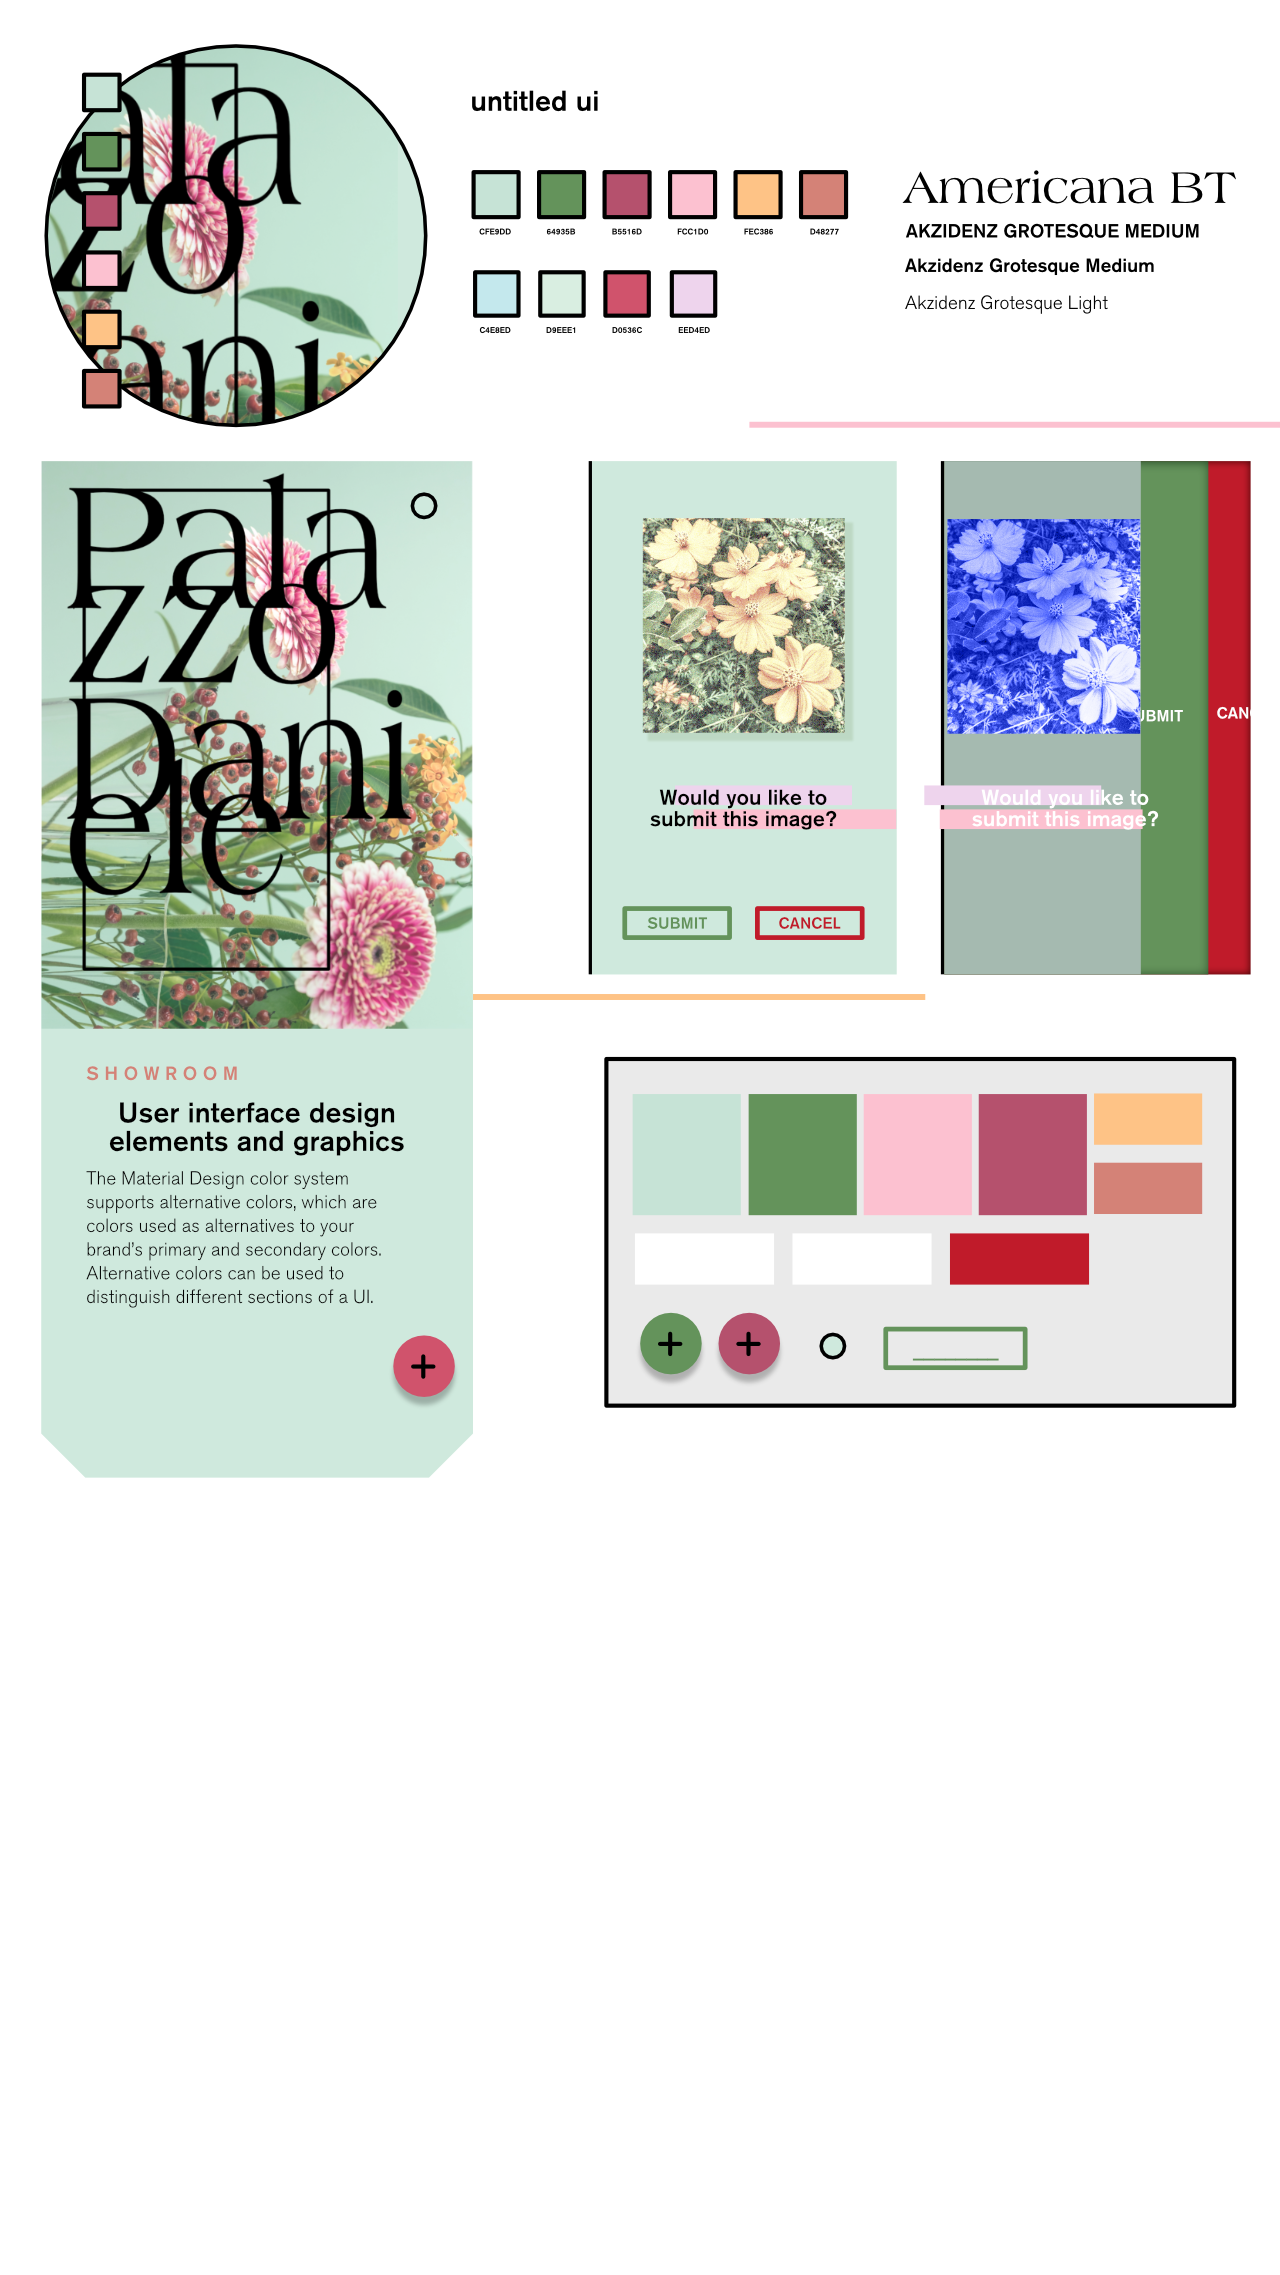 ala
zo
ani
untitled ui
CFE9DD 64935B B5516D FCC1D0 FEC386 D48277
C4E8ED D9EEE1 D0536C EED4ED
Americana BT
AKZIDENZ GROTESQUE MEDIUM
Akzidenz Grotesque Medium
Akzidenz Grotesque Light
Pala
zzo
Dani
ele
SHOWROOM
User interface design
elements and graphics
The Material Design color system
supports alternative colors, which are
colors used as alternatives to your
brand's primary and secondary colors.
Alternative colors can be used to
distinguish different sections of a UI.
Would you like to
submit this image?
SUBMIT CANCEL
UBMIT CANC
Would you like to
submit this image?